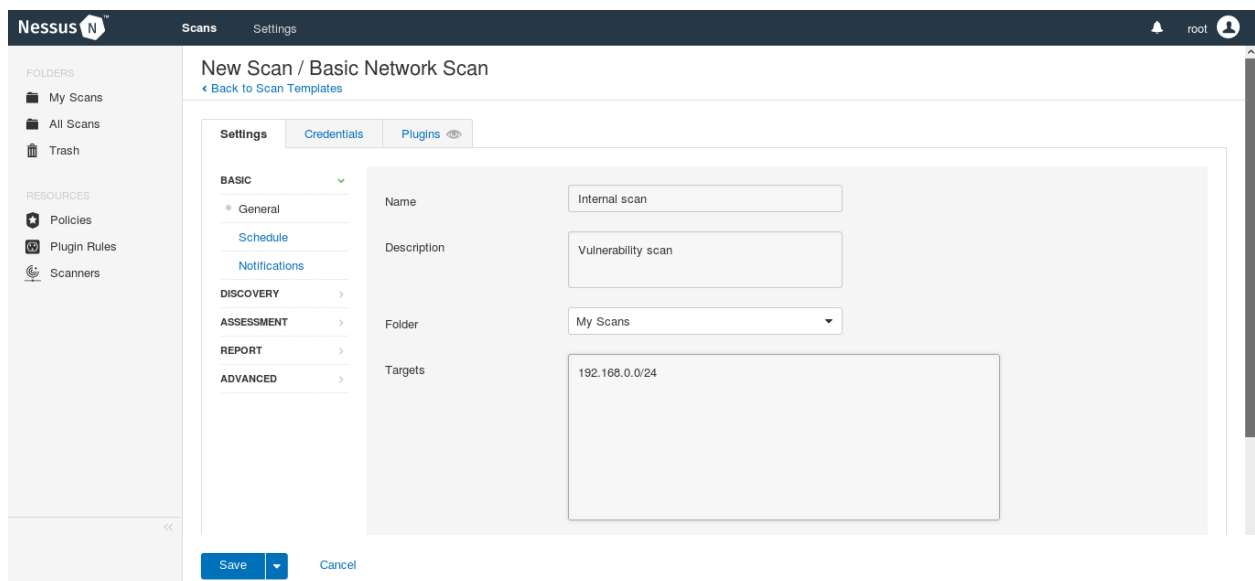 Nessus N™
Scans Settings root
FOLDERS
My Scans
All Scans
Trash
RESOURCES
Policies
Plugin Rules
Scanners
New Scan / Basic Network Scan
‹ Back to Scan Templates
Settings Credentials Plugins
BASIC
General
Schedule
Notifications
DISCOVERY
ASSESSMENT
REPORT
ADVANCED
Name Internal scan
Description Vulnerability scan
Folder My Scans
Targets 192.168.0.0/24
Save Cancel